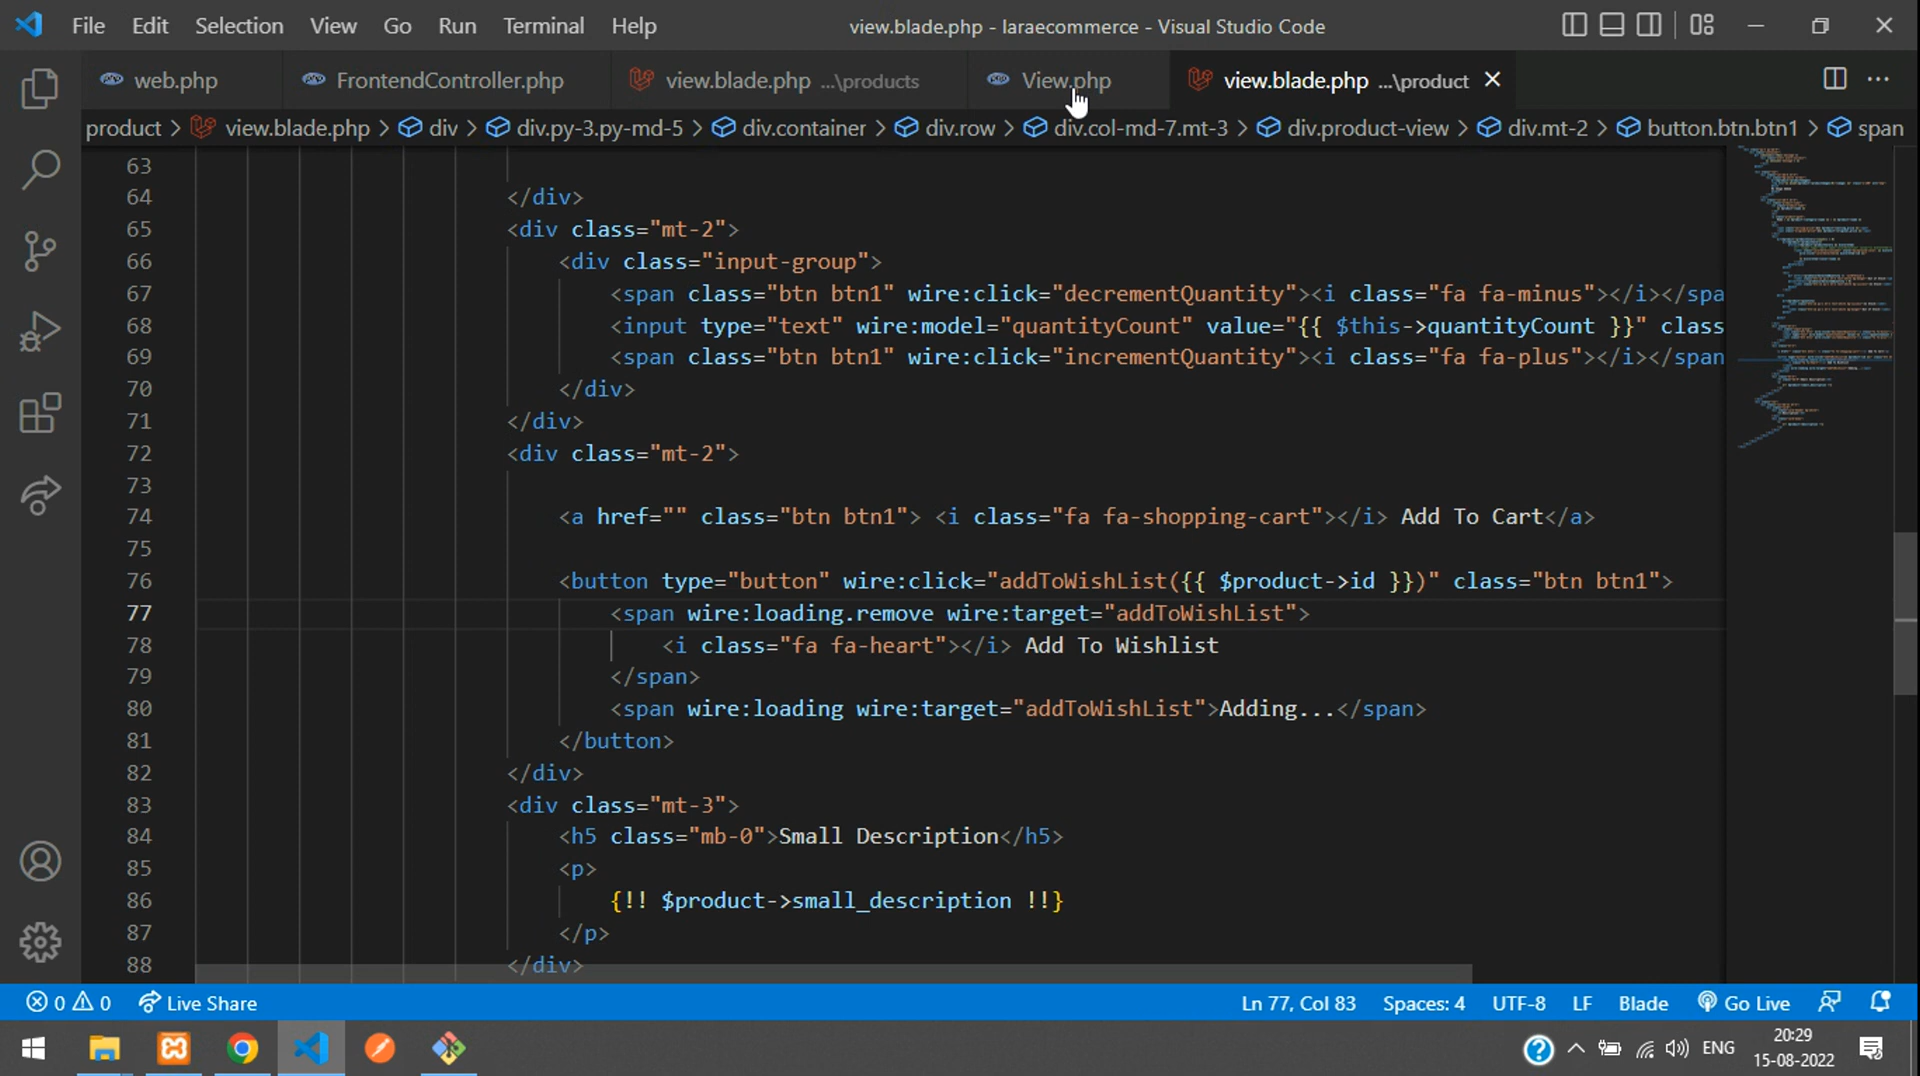 File Edit Selection View Go Run Terminal Help view.blade.php - laraecommerce - Visual Studio Code
web.php FrontendController.php view.blade.php ...\products View.php view.blade.php ...\product
product > view.blade.php > div > div.py-3.py-md-5 > div.container > div.row > div.col-md-7.mt-3 > div.product-view > div.mt-2 > button.btn.btn1 > span
63
64 </div>
65 <div class="mt-2">
66 <div class="input-group">
67 <span class="btn btn1" wire:click="decrementQuantity"><i class="fa fa-minus"></i></spa
68 <input type="text" wire:model="quantityCount" value="{{ $this->quantityCount }}" class
69 <span class="btn btn1" wire:click="incrementQuantity"><i class="fa fa-plus"></i></span
70 </div>
71 </div>
72 <div class="mt-2">
73
74 <a href="" class="btn btn1"> <i class="fa fa-shopping-cart"></i> Add To Cart</a>
75
76 <button type="button" wire:click="addToWishList({{ $product->id }})" class="btn btn1">
77 <span wire:loading.remove wire:target="addToWishList">
78 <i class="fa fa-heart"></i> Add To Wishlist
79 </span>
80 <span wire:loading wire:target="addToWishList">Adding...</span>
81 </button>
82 </div>
83 <div class="mt-3">
84 <h5 class="mb-0">Small Description</h5>
85 <p>
86 {!! $product->small_description !!}
87 </p>
88 </div>
0 0 Live Share Ln 77, Col 83 Spaces: 4 UTF-8 LF Blade Go Live
ENG 20:29
15-08-2022